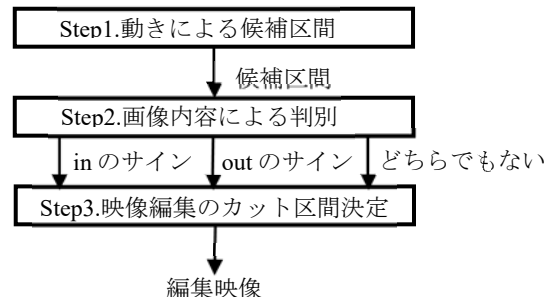 Step1.動きによる候補区間
候補区間
Step2.画像内容による判別
in のサイン out のサイン どちらでもない
Step3.映像編集のカット区間決定
編集映像